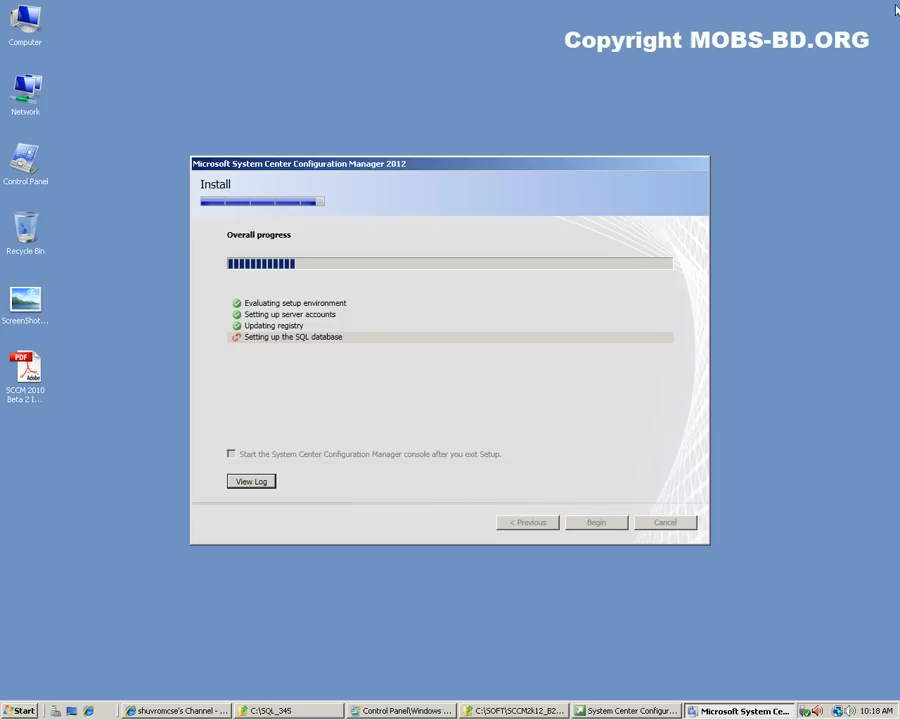 Computer
Copyright MOBS-BD.ORG
Network
Control Panel
Recycle Bin
ScreenShot...
PDF
Adobe
SCCM 2010
Beta 2 I...
Microsoft System Center Configuration Manager 2012
Install
Overall progress
Evaluating setup environment
Setting up server accounts
Updating registry
Setting up the SQL database
Start the System Center Configuration Manager console after you exit Setup.
View Log
< Previous
Begin
Cancel
Start
shuvromcse's Channel - ...
C:\SQL_345
Control Panel\Windows ...
C:\SOFT\SCCM2k12_B2...
System Center Configur...
Microsoft System Ce...
10:18 AM